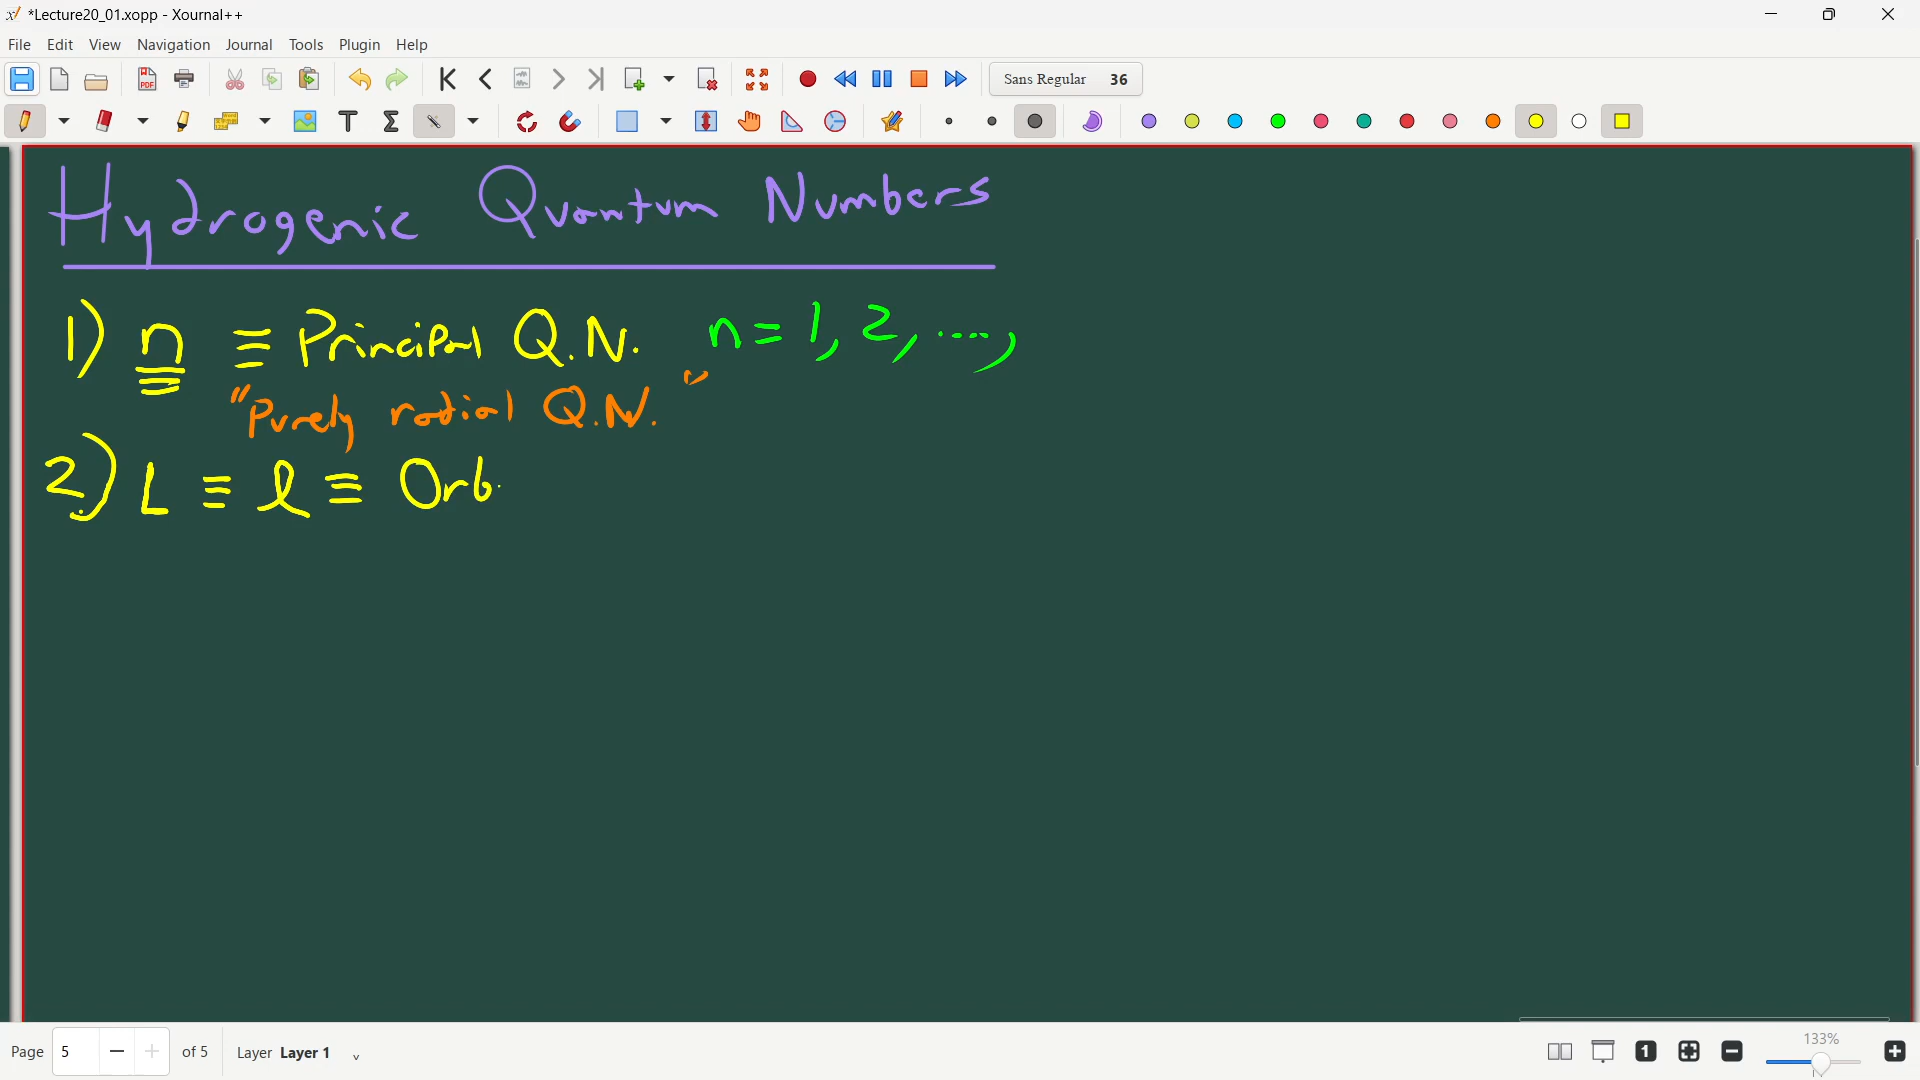 *Lecture20_01.xopp - Xournal++
File Edit View Navigation Journal Tools Plugin Help
Sans Regular 36
Hydrogenic Quantum Numbers
1) n ≡ Principal Q.N. n = 1, 2, ....,
"Purely radial Q.N."
2.) L ≡ l ≡ Orb.
Page 5 of 5 Layer Layer 1
133%